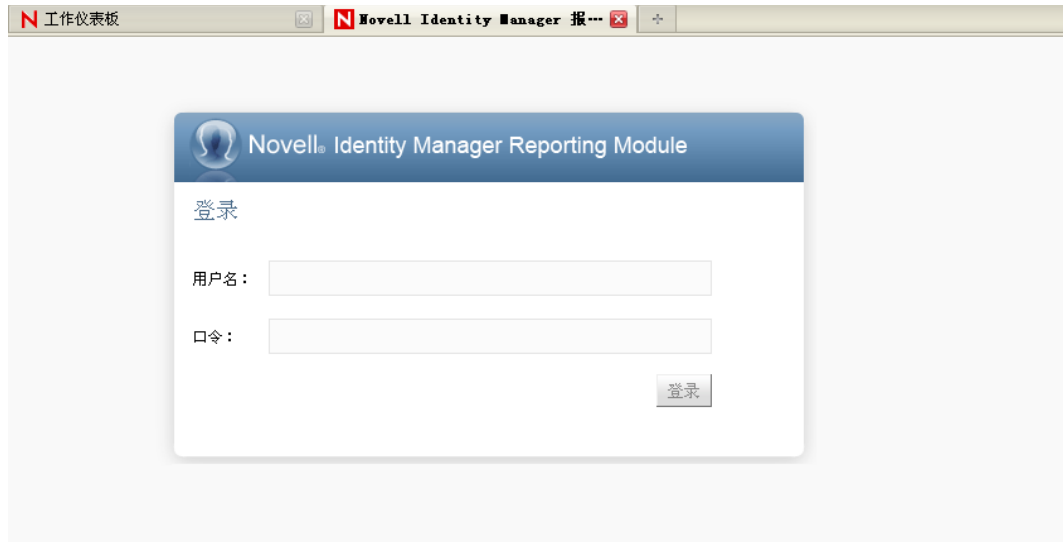 工作仪表板
Novell Identity Manager 报…
Novell® Identity Manager Reporting Module
登录
用户名：
口令：
登录